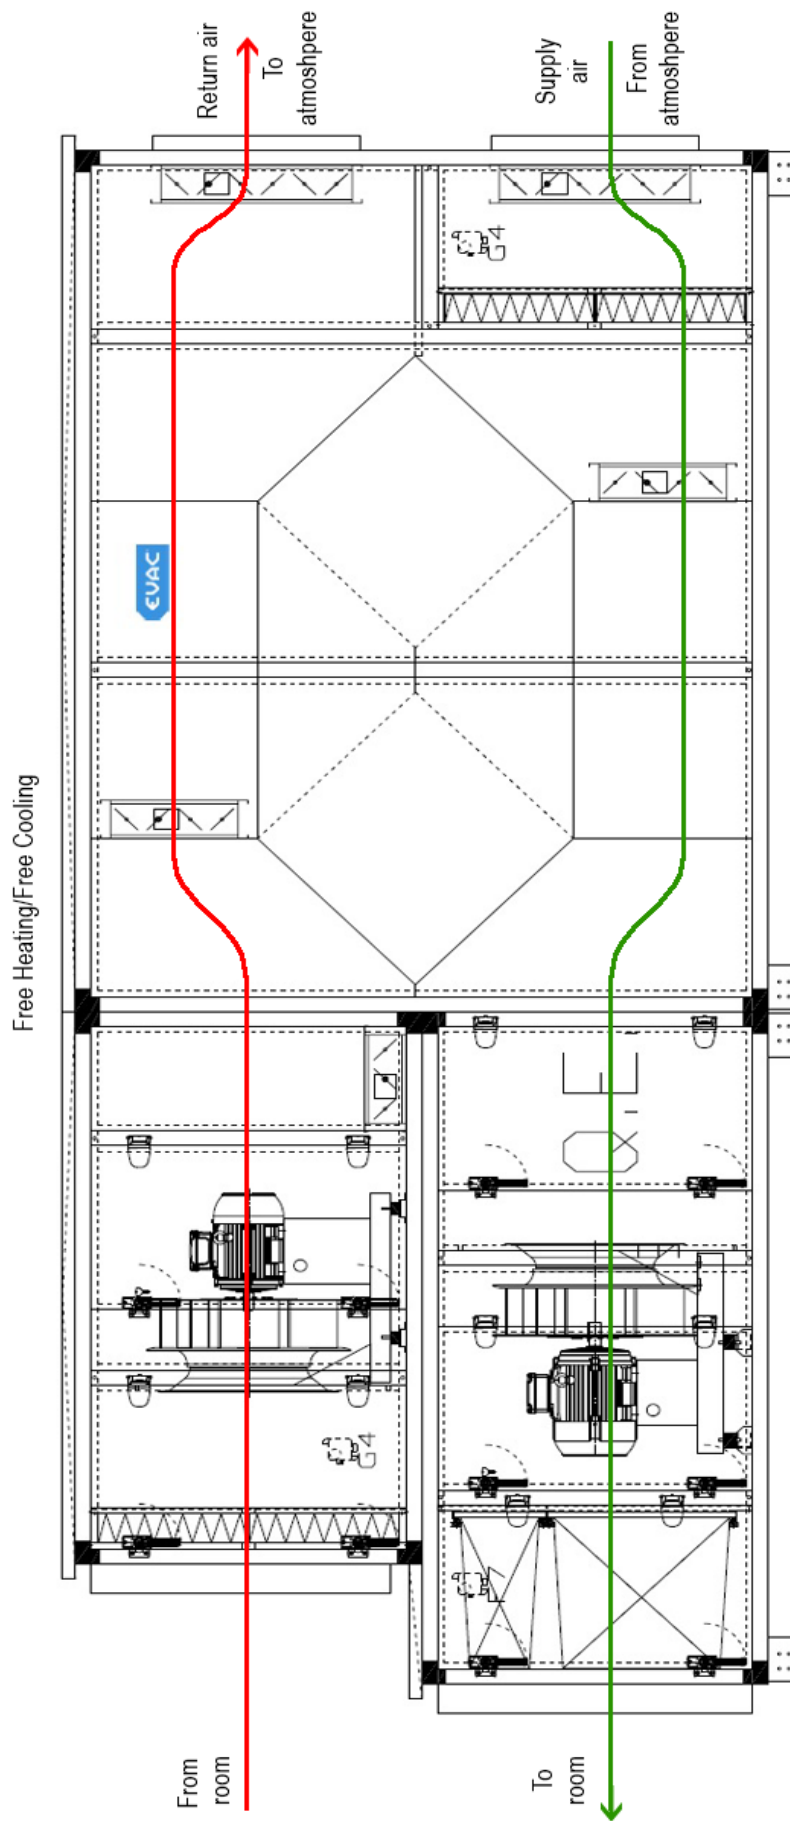 Free Heating/Free Cooling
Return air
To
atmoshpere
Supply
air
From
atmoshpere
EVAC
G4
G4
F7
From
room
To
room